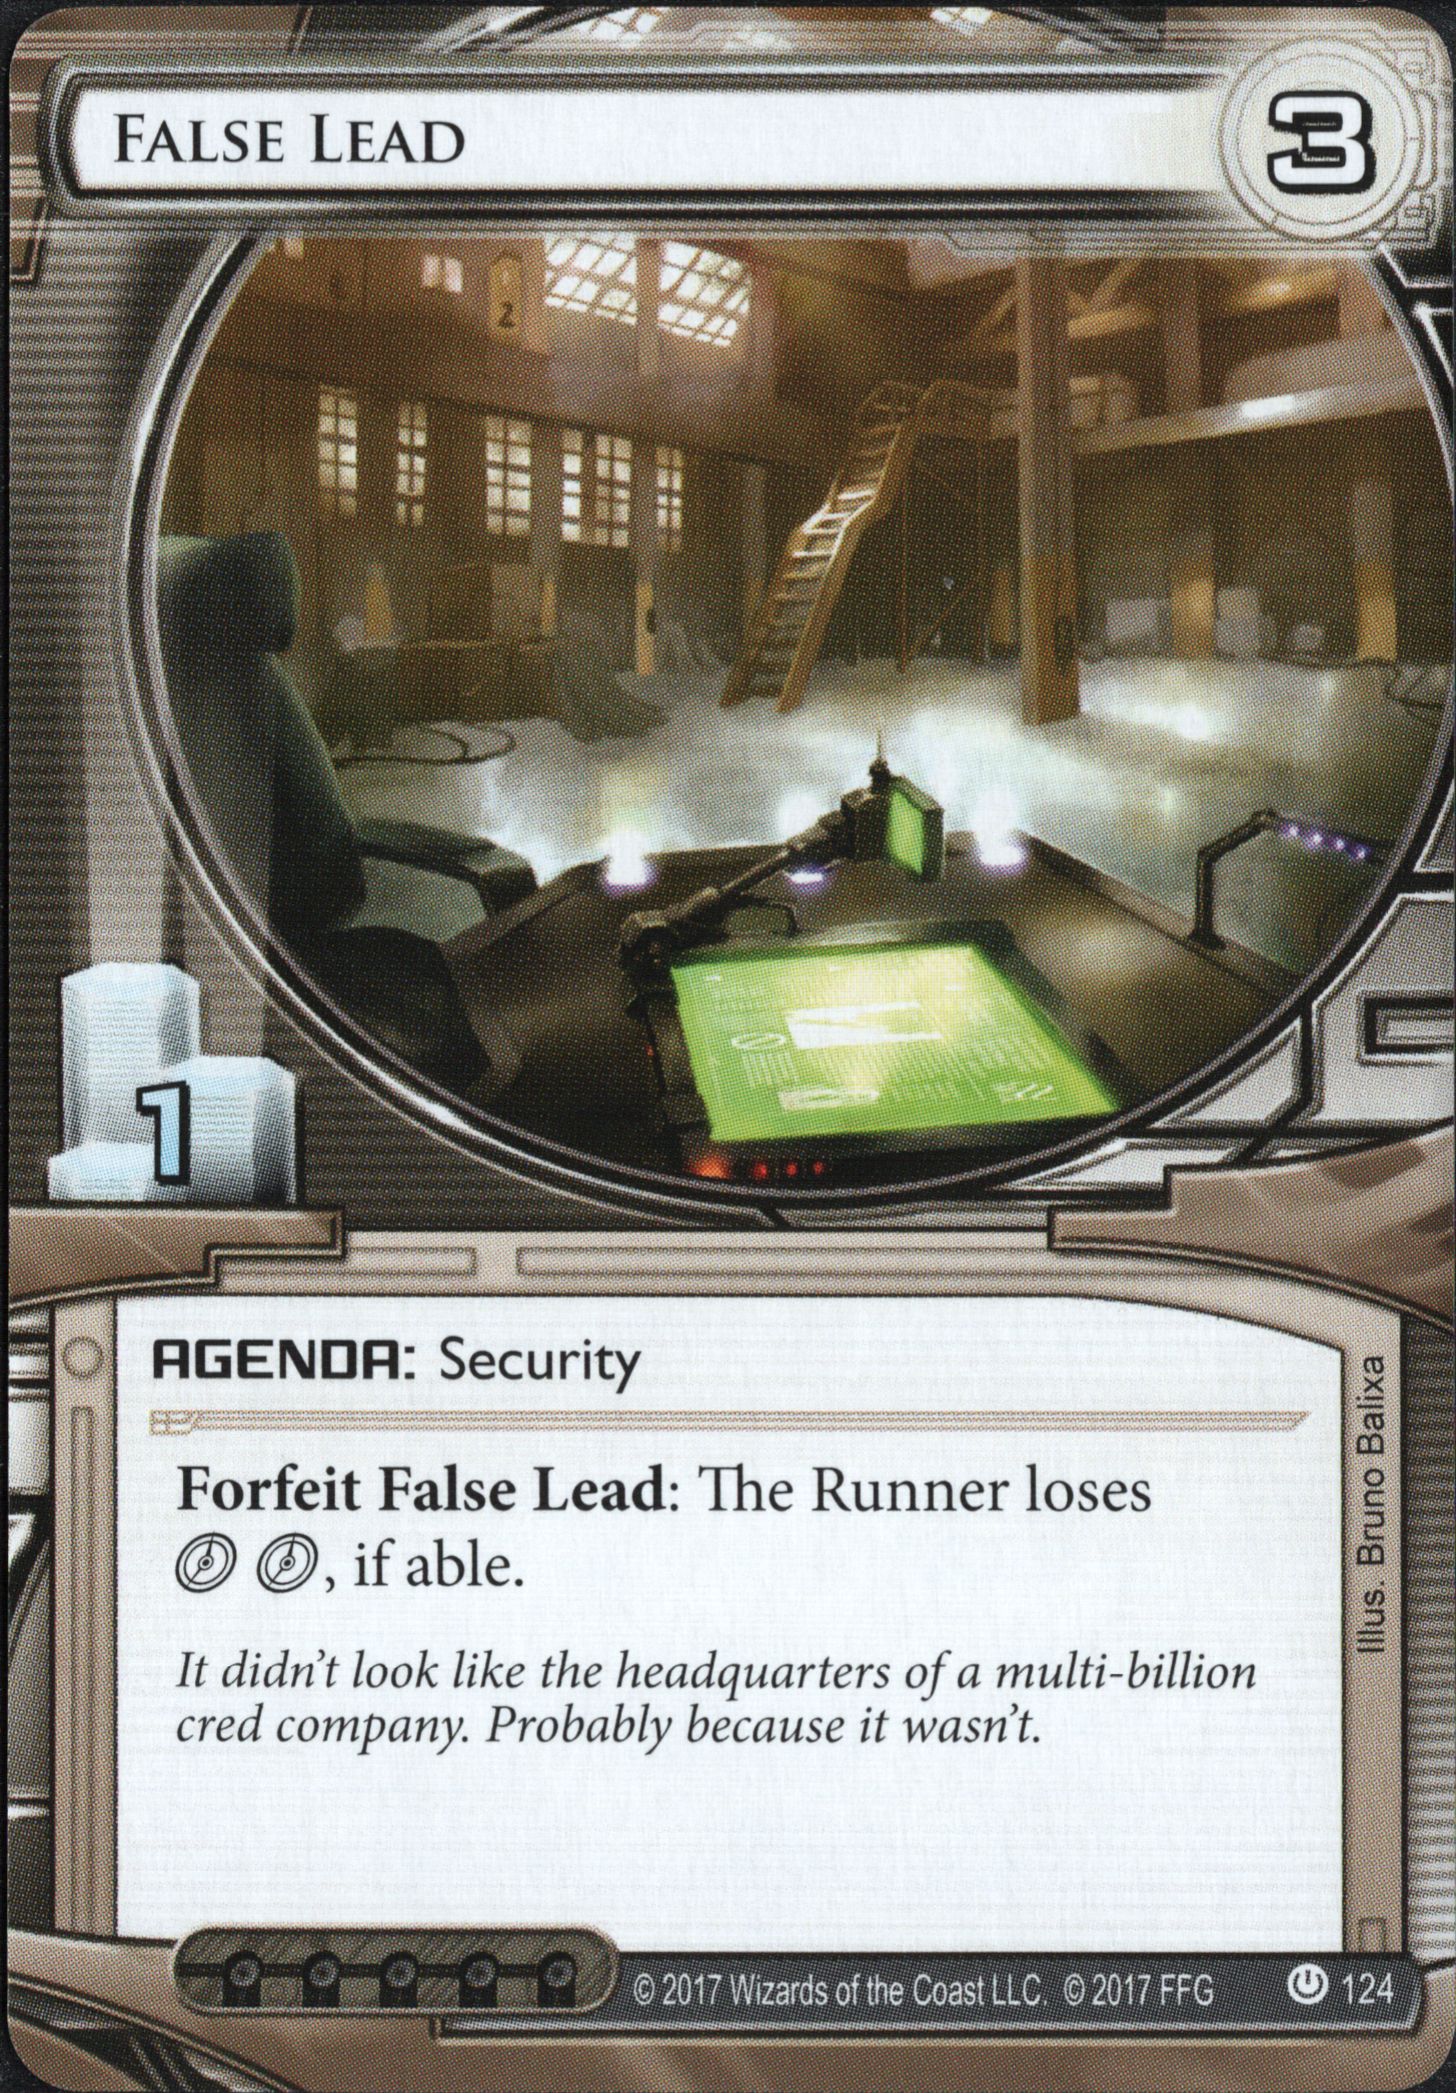 FALSE LEAD
3
2
1
AGENDA: Security
Forfeit False Lead: The Runner loses
, if able.
It didn't look like the headquarters of a multi-billion
cred company. Probably because it wasn't.
Illus. Bruno Balixa
© 2017 Wizards of the Coast LLC. © 2017 FFG
124